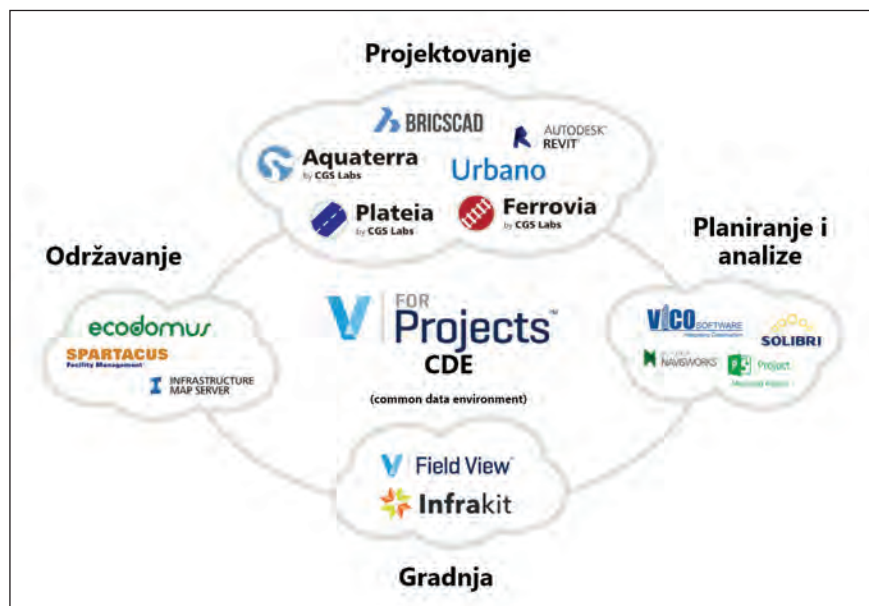 Projektovanje
BRICSCAD
AUTODESK®
REVIT®
Aquaterra
by CGS Labs
Urbano
Plateia
by CGS Labs
Ferrovia
by CGS Labs
Planiranje i
analize
VICO SOFTWARE
SOLIBRI
NAVISWORKS®
P Project
Održavanje
ecodomus
SPARTACUS
Facility Management
INFRASTRUCTURE
MAP SERVER
FOR
Projects™
CDE
(common data environment)
Field View™
Infrakit
Gradnja